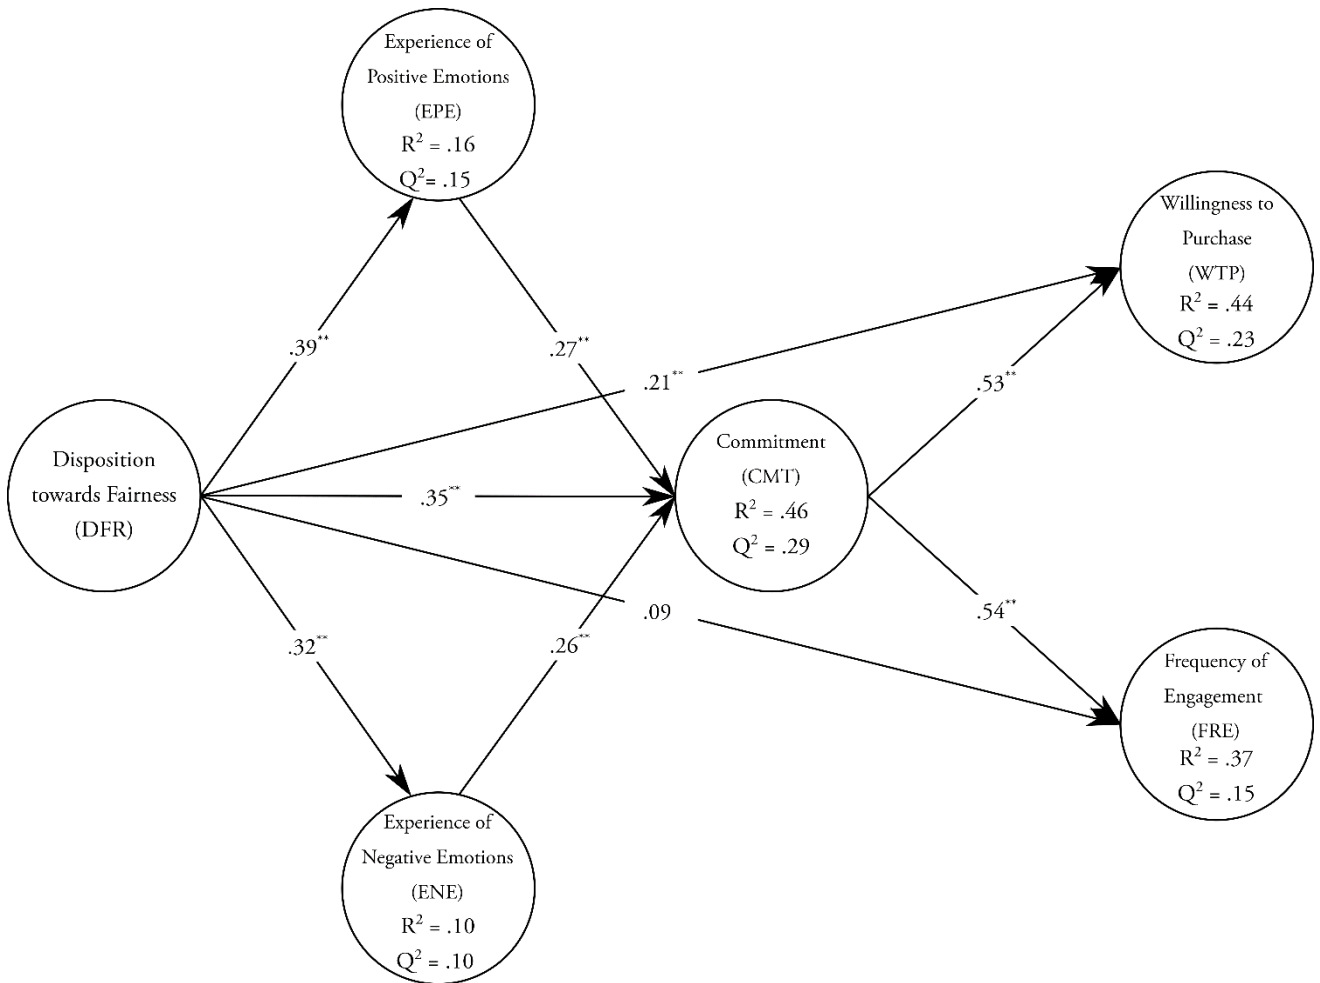 Experience of
Positive Emotions
(EPE)
R² = .16
Q²= .15
Willingness to
Purchase
(WTP)
R² = .44
Q² = .23
.39**
.27**
.21**
.53**
Disposition
towards Fairness
(DFR)
.35**
Commitment
(CMT)
R² = .46
Q² = .29
.32**
.26**
.09
.54**
Frequency of
Engagement
(FRE)
R² = .37
Q² = .15
Experience of
Negative Emotions
(ENE)
R² = .10
Q² = .10